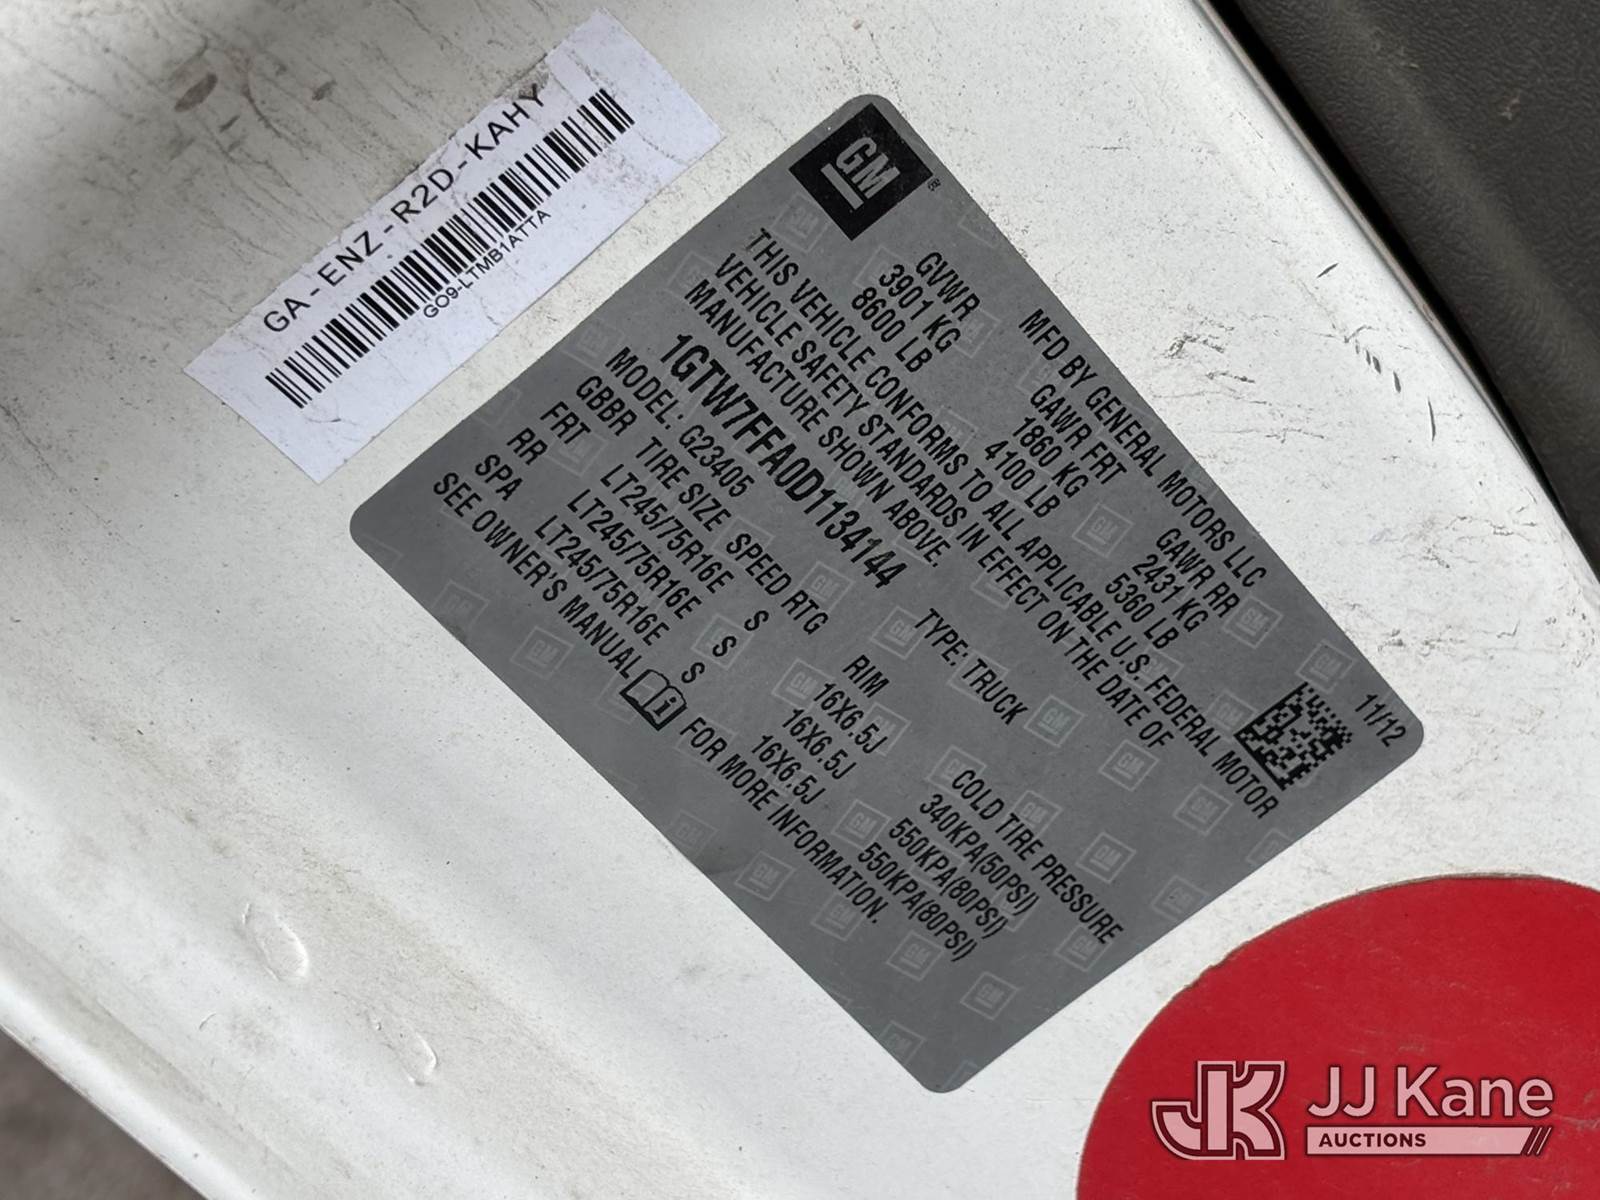 GA - ENZ - R2D - KAHY
GO9-LTMB1ATTA
GM
MFD BY GENERAL MOTORS LLC 11/12
GVWR GAWR FRT GAWR RR
3901 KG 1860 KG 2431 KG
8600 LB 4100 LB 5360 LB
THIS VEHICLE CONFORMS TO ALL APPLICABLE U.S. FEDERAL MOTOR
VEHICLE SAFETY STANDARDS IN EFFECT ON THE DATE OF
MANUFACTURE SHOWN ABOVE.
1GTW7FFA0D1134144 TYPE: TRUCK
MODEL: G23405
GBBR TIRE SIZE SPEED RTG RIM COLD TIRE PRESSURE
FRT LT245/75R16E S 16X6.5J 340KPA(50PSI)
RR LT245/75R16E S 16X6.5J 550KPA(80PSI)
SPA LT245/75R16E S 16X6.5J 550KPA(80PSI)
SEE OWNER'S MANUAL FOR MORE INFORMATION.
JK JJ Kane
AUCTIONS